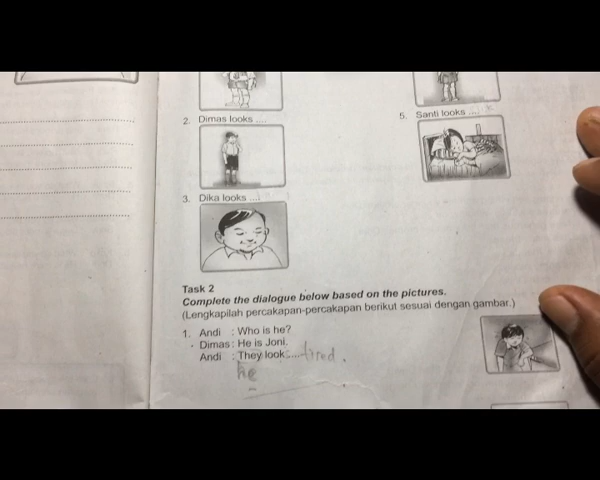 2. Dimas looks ....
3. Dika looks ....
5. Santi looks ....
Task 2
Complete the dialogue below based on the pictures.
(Lengkapilah percakapan-percakapan berikut sesuai dengan gambar.)
1. Andi : Who is he?
Dimas : He is Joni.
Andi : They look ..... tired.
he